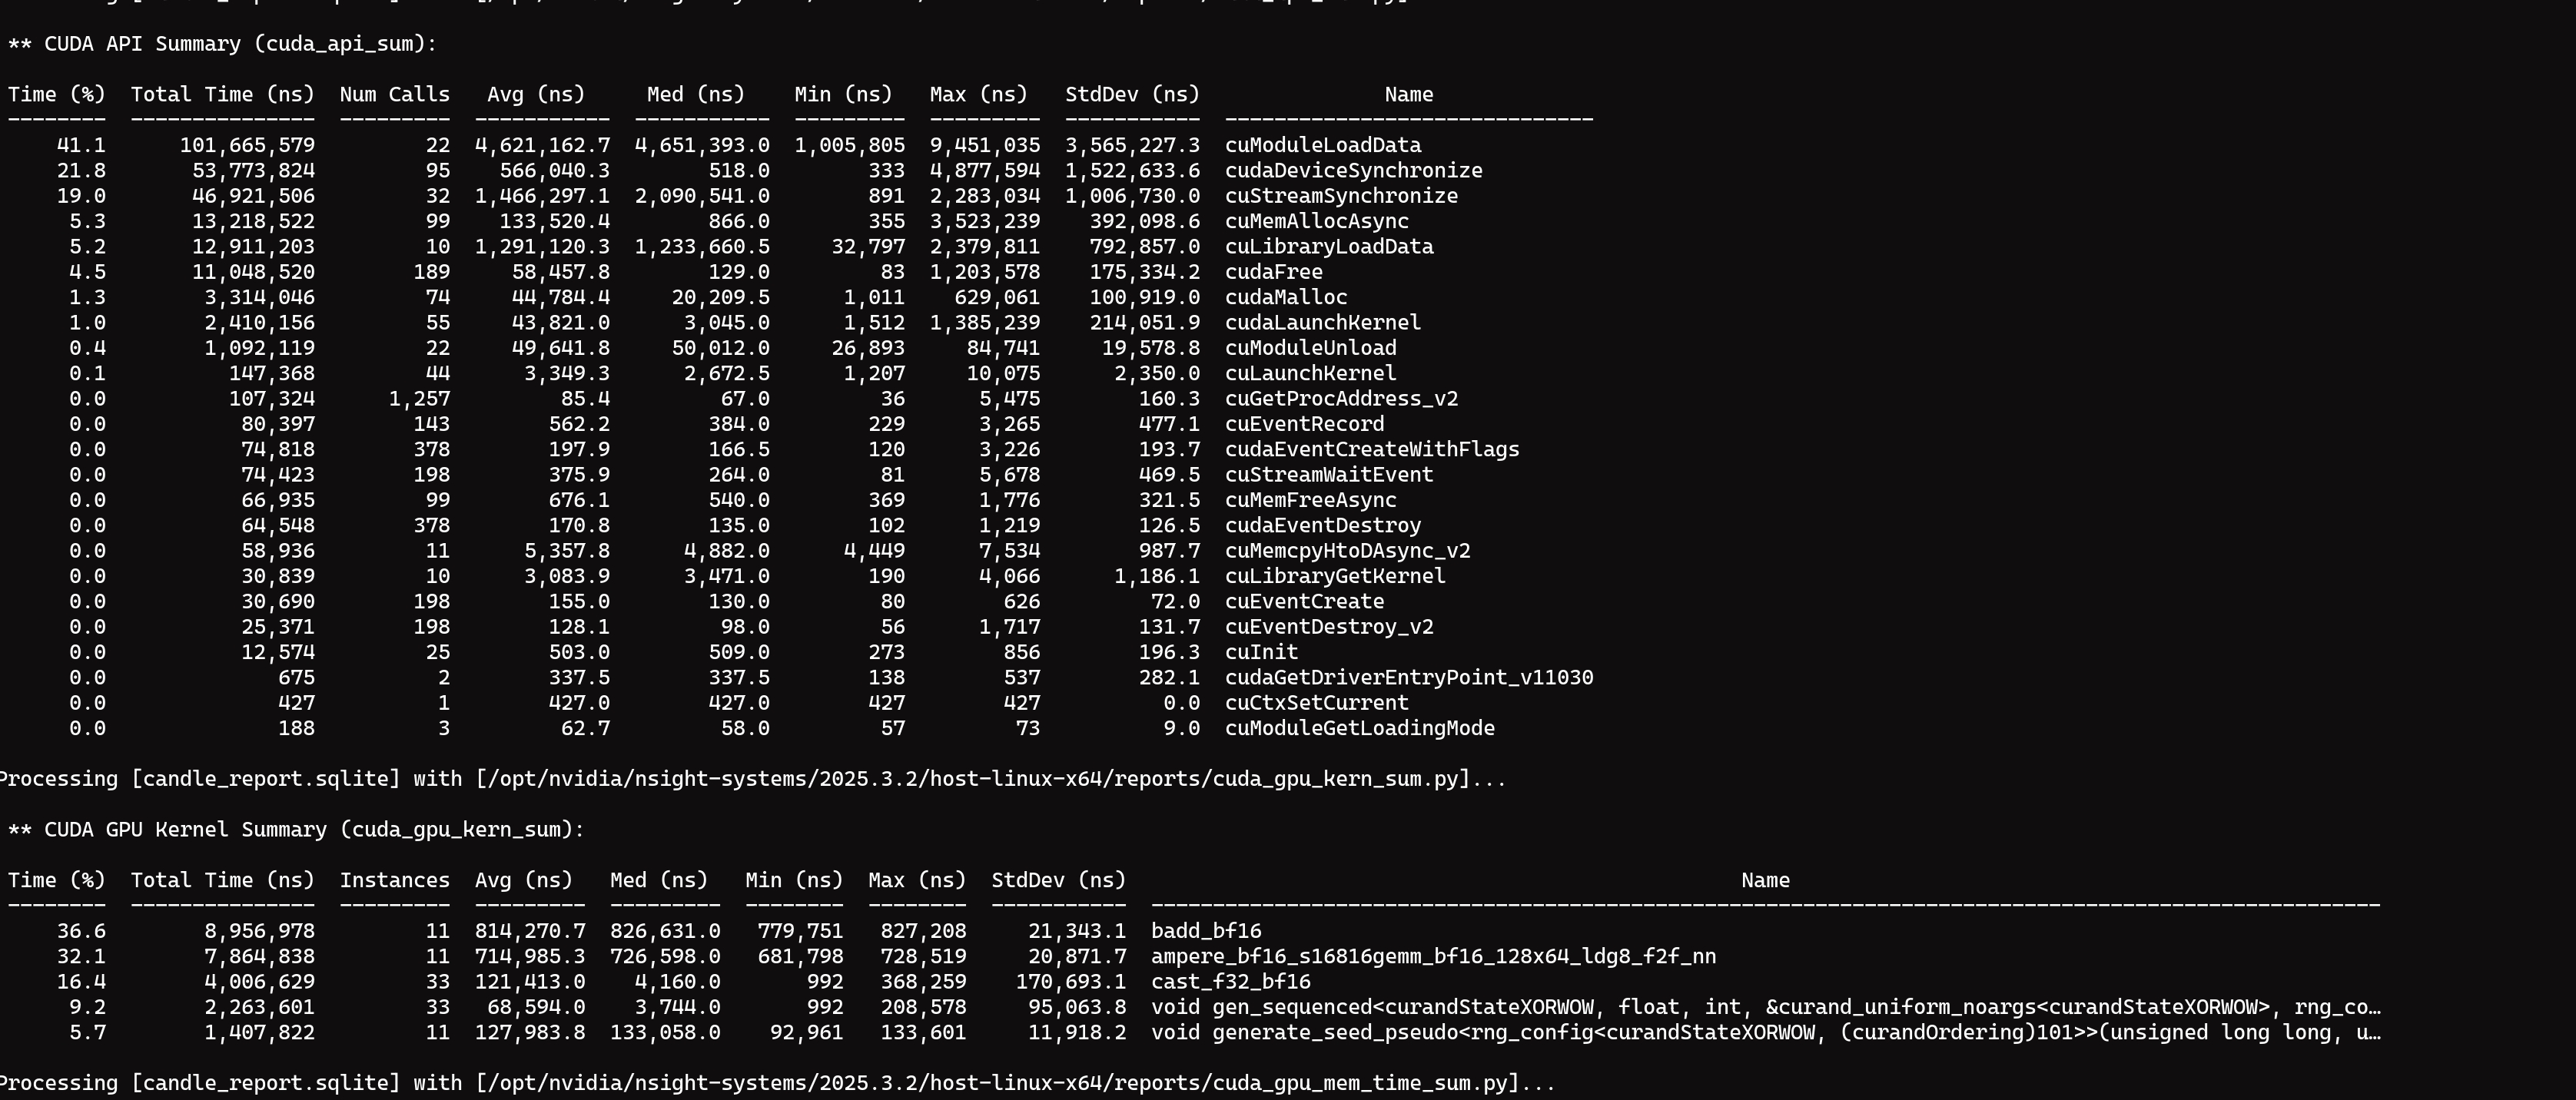 ** CUDA API Summary (cuda_api_sum):
Time (%)  Total Time (ns)  Num Calls   Avg (ns)     Med (ns)    Min (ns)   Max (ns)   StdDev (ns)              Name
--------  ---------------  ---------  -----------  -----------  ---------  ---------  -----------  ------------------------------
41.1      101,665,579         22  4,621,162.7  4,651,393.0  1,005,805  9,451,035  3,565,227.3  cuModuleLoadData
21.8       53,773,824         95    566,040.3        518.0        333  4,877,594  1,522,633.6  cudaDeviceSynchronize
19.0       46,921,506         32  1,466,297.1  2,090,541.0        891  2,283,034  1,006,730.0  cuStreamSynchronize
5.3       13,218,522         99    133,520.4        866.0        355  3,523,239    392,098.6  cuMemAllocAsync
5.2       12,911,203         10  1,291,120.3  1,233,660.5     32,797  2,379,811    792,857.0  cuLibraryLoadData
4.5       11,048,520        189     58,457.8        129.0         83  1,203,578    175,334.2  cudaFree
1.3        3,314,046         74     44,784.4     20,209.5      1,011    629,061    100,919.0  cudaMalloc
1.0        2,410,156         55     43,821.0      3,045.0      1,512  1,385,239    214,051.9  cudaLaunchKernel
0.4        1,092,119         22     49,641.8     50,012.0     26,893     84,741     19,578.8  cuModuleUnload
0.1          147,368         44      3,349.3      2,672.5      1,207     10,075      2,350.0  cuLaunchKernel
0.0          107,324      1,257         85.4         67.0         36      5,475        160.3  cuGetProcAddress_v2
0.0           80,397        143        562.2        384.0        229      3,265        477.1  cuEventRecord
0.0           74,818        378        197.9        166.5        120      3,226        193.7  cudaEventCreateWithFlags
0.0           74,423        198        375.9        264.0         81      5,678        469.5  cuStreamWaitEvent
0.0           66,935         99        676.1        540.0        369      1,776        321.5  cuMemFreeAsync
0.0           64,548        378        170.8        135.0        102      1,219        126.5  cudaEventDestroy
0.0           58,936         11      5,357.8      4,882.0      4,449      7,534        987.7  cuMemcpyHtoDAsync_v2
0.0           30,839         10      3,083.9      3,471.0        190      4,066      1,186.1  cuLibraryGetKernel
0.0           30,690        198        155.0        130.0         80        626         72.0  cuEventCreate
0.0           25,371        198        128.1         98.0         56      1,717        131.7  cuEventDestroy_v2
0.0           12,574         25        503.0        509.0        273        856        196.3  cuInit
0.0              675          2        337.5        337.5        138        537        282.1  cudaGetDriverEntryPoint_v11030
0.0              427          1        427.0        427.0        427        427          0.0  cuCtxSetCurrent
0.0              188          3         62.7         58.0         57         73          9.0  cuModuleGetLoadingMode
Processing [candle_report.sqlite] with [/opt/nvidia/nsight-systems/2025.3.2/host-linux-x64/reports/cuda_gpu_kern_sum.py]...
** CUDA GPU Kernel Summary (cuda_gpu_kern_sum):
Time (%)  Total Time (ns)  Instances  Avg (ns)   Med (ns)   Min (ns)  Max (ns)  StdDev (ns)  Name
--------  ---------------  ---------  ---------  ---------  --------  --------  -----------  ----------------------------------------------------------------------------------------------------
36.6        8,956,978         11  814,270.7  826,631.0   779,751   827,208     21,343.1  badd_bf16
32.1        7,864,838         11  714,985.3  726,598.0   681,798   728,519     20,871.7  ampere_bf16_s16816gemm_bf16_128x64_ldg8_f2f_nn
16.4        4,006,629         33  121,413.0    4,160.0       992   368,259    170,693.1  cast_f32_bf16
9.2        2,263,601         33   68,594.0    3,744.0       992   208,578     95,063.8  void gen_sequenced<curandStateXORWOW, float, int, &curand_uniform_noargs<curandStateXORWOW>, rng_co…
5.7        1,407,822         11  127,983.8  133,058.0    92,961   133,601     11,918.2  void generate_seed_pseudo<rng_config<curandStateXORWOW, (curandOrdering)101>>(unsigned long long, u…
Processing [candle_report.sqlite] with [/opt/nvidia/nsight-systems/2025.3.2/host-linux-x64/reports/cuda_gpu_mem_time_sum.py]...